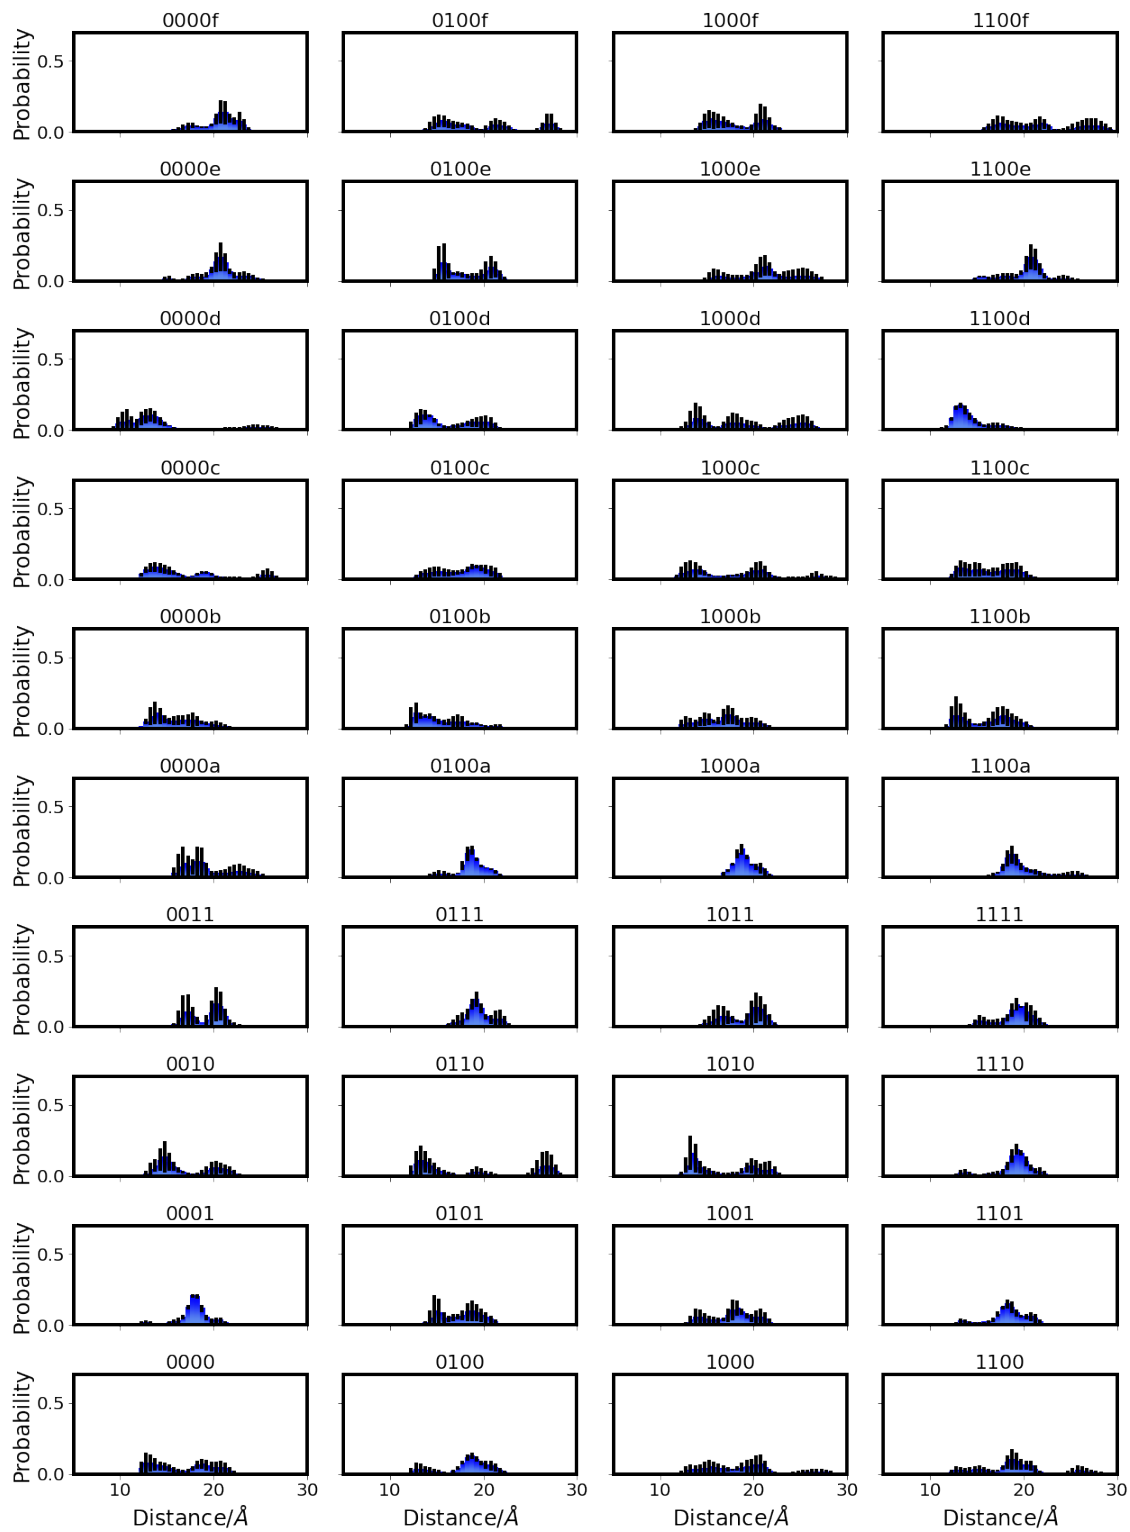 0000f 0100f 1000f 1100f
Probability
0.5
0.0
0000e 0100e 1000e 1100e
Probability
0.5
0.0
0000d 0100d 1000d 1100d
Probability
0.5
0.0
0000c 0100c 1000c 1100c
Probability
0.5
0.0
0000b 0100b 1000b 1100b
Probability
0.5
0.0
0000a 0100a 1000a 1100a
Probability
0.5
0.0
0011 0111 1011 1111
Probability
0.5
0.0
0010 0110 1010 1110
Probability
0.5
0.0
0001 0101 1001 1101
Probability
0.5
0.0
0000 0100 1000 1100
Probability
0.5
0.0
10 20 30 10 20 30 10 20 30 10 20 30
Distance/Å Distance/Å Distance/Å Distance/Å